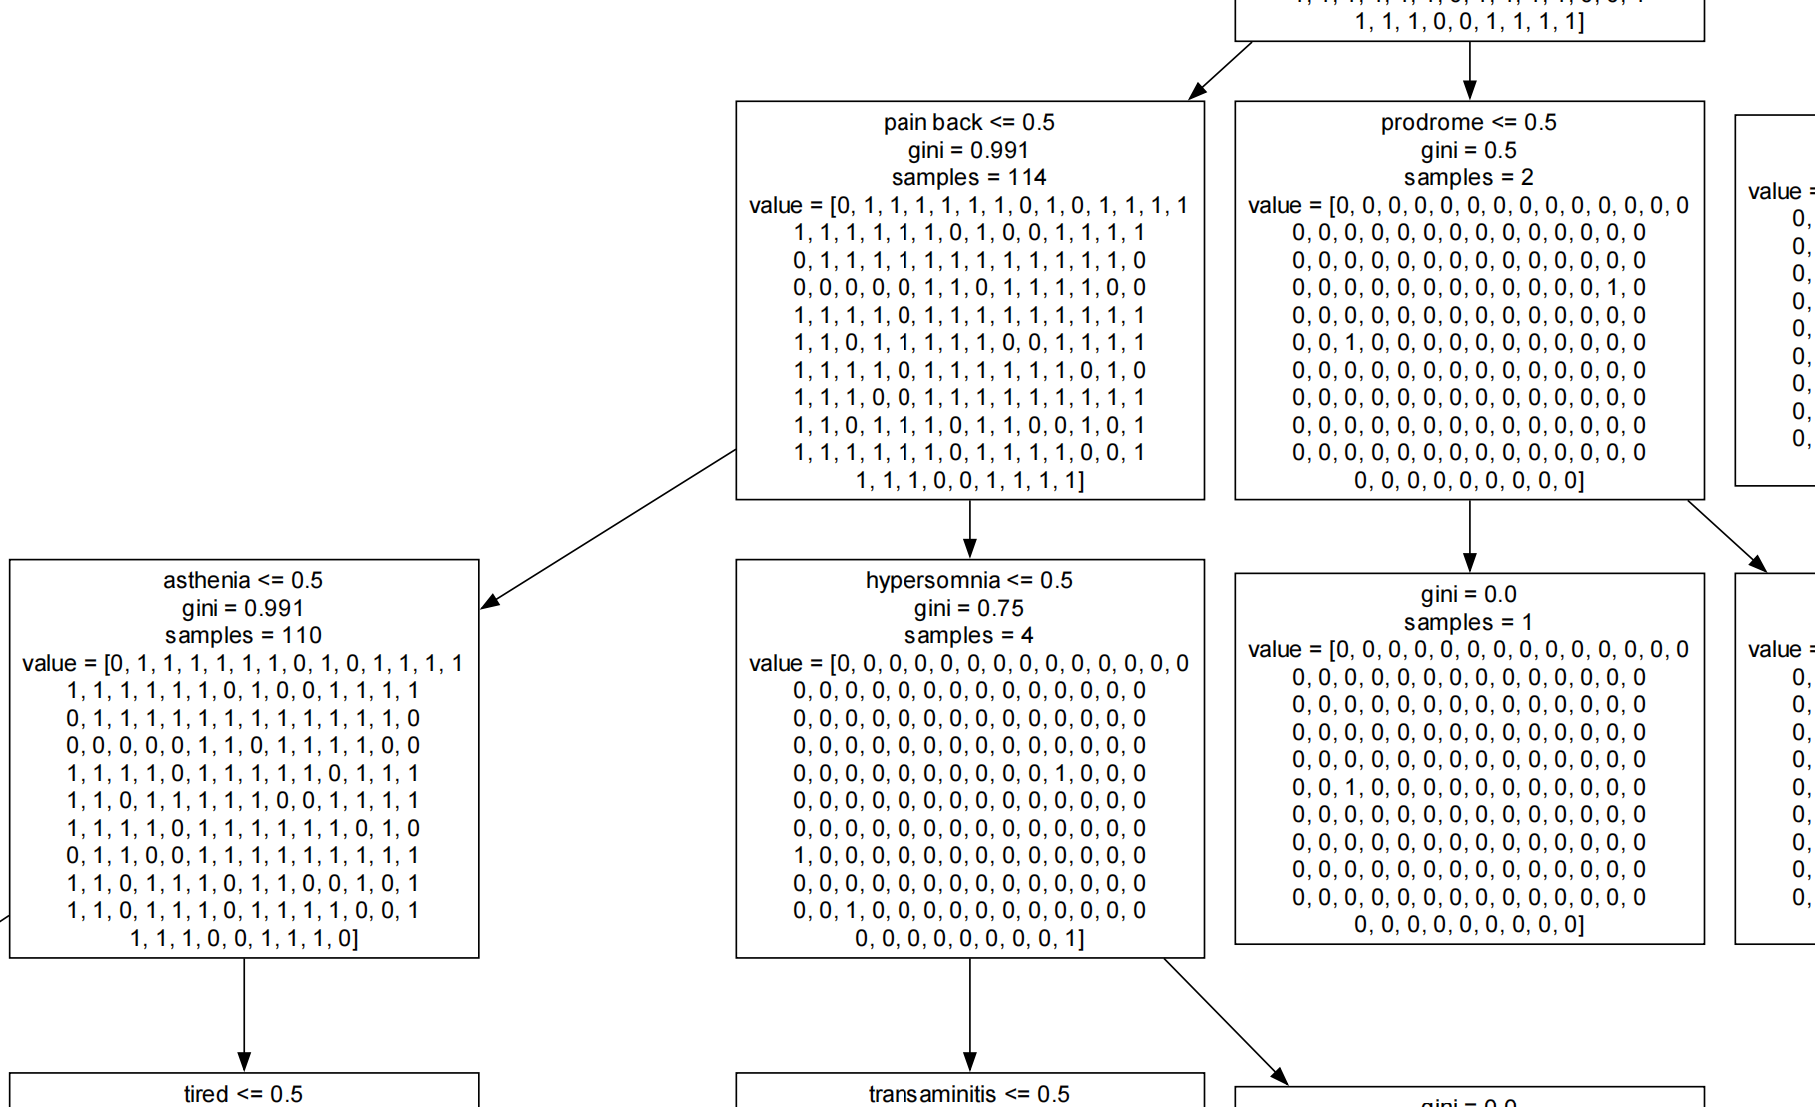 1, 1, 1, 0, 0, 1, 1, 1, 1]
pain back <= 0.5
gini = 0.991
samples = 114
value = [0, 1, 1, 1, 1, 1, 1, 0, 1, 0, 1, 1, 1, 1
1, 1, 1, 1, 1, 1, 0, 1, 0, 0, 1, 1, 1, 1
0, 1, 1, 1, 1, 1, 1, 1, 1, 1, 1, 1, 1, 0
0, 0, 0, 0, 0, 1, 1, 0, 1, 1, 1, 1, 0, 0
1, 1, 1, 1, 0, 1, 1, 1, 1, 1, 1, 1, 1, 1
1, 1, 0, 1, 1, 1, 1, 1, 0, 0, 1, 1, 1, 1
1, 1, 1, 1, 0, 1, 1, 1, 1, 1, 1, 0, 1, 0
1, 1, 1, 0, 0, 1, 1, 1, 1, 1, 1, 1, 1, 1
1, 1, 0, 1, 1, 1, 0, 1, 1, 0, 0, 1, 0, 1
1, 1, 1, 1, 1, 1, 0, 1, 1, 1, 1, 0, 0, 1
1, 1, 1, 0, 0, 1, 1, 1, 1]
prodrome <= 0.5
gini = 0.5
samples = 2
value = [0, 0, 0, 0, 0, 0, 0, 0, 0, 0, 0, 0, 0, 0
0, 0, 0, 0, 0, 0, 0, 0, 0, 0, 0, 0, 0, 0
0, 0, 0, 0, 0, 0, 0, 0, 0, 0, 0, 0, 0, 0
0, 0, 0, 0, 0, 0, 0, 0, 0, 0, 0, 0, 1, 0
0, 0, 0, 0, 0, 0, 0, 0, 0, 0, 0, 0, 0, 0
0, 0, 1, 0, 0, 0, 0, 0, 0, 0, 0, 0, 0, 0
0, 0, 0, 0, 0, 0, 0, 0, 0, 0, 0, 0, 0, 0
0, 0, 0, 0, 0, 0, 0, 0, 0, 0, 0, 0, 0, 0
0, 0, 0, 0, 0, 0, 0, 0, 0, 0, 0, 0, 0, 0
0, 0, 0, 0, 0, 0, 0, 0, 0, 0, 0, 0, 0, 0
0, 0, 0, 0, 0, 0, 0, 0, 0]
value =
0,
0,
0,
0,
0,
0,
0,
0,
0,
asthenia <= 0.5
gini = 0.991
samples = 110
value = [0, 1, 1, 1, 1, 1, 1, 0, 1, 0, 1, 1, 1, 1
1, 1, 1, 1, 1, 1, 0, 1, 0, 0, 1, 1, 1, 1
0, 1, 1, 1, 1, 1, 1, 1, 1, 1, 1, 1, 1, 0
0, 0, 0, 0, 0, 1, 1, 0, 1, 1, 1, 1, 0, 0
1, 1, 1, 1, 0, 1, 1, 1, 1, 1, 0, 1, 1, 1
1, 1, 0, 1, 1, 1, 1, 1, 0, 0, 1, 1, 1, 1
1, 1, 1, 1, 0, 1, 1, 1, 1, 1, 1, 0, 1, 0
0, 1, 1, 0, 0, 1, 1, 1, 1, 1, 1, 1, 1, 1
1, 1, 0, 1, 1, 1, 0, 1, 1, 0, 0, 1, 0, 1
1, 1, 0, 1, 1, 1, 0, 1, 1, 1, 1, 0, 0, 1
1, 1, 1, 0, 0, 1, 1, 1, 0]
hypersomnia <= 0.5
gini = 0.75
samples = 4
value = [0, 0, 0, 0, 0, 0, 0, 0, 0, 0, 0, 0, 0, 0
0, 0, 0, 0, 0, 0, 0, 0, 0, 0, 0, 0, 0, 0
0, 0, 0, 0, 0, 0, 0, 0, 0, 0, 0, 0, 0, 0
0, 0, 0, 0, 0, 0, 0, 0, 0, 0, 0, 0, 0, 0
0, 0, 0, 0, 0, 0, 0, 0, 0, 0, 1, 0, 0, 0
0, 0, 0, 0, 0, 0, 0, 0, 0, 0, 0, 0, 0, 0
0, 0, 0, 0, 0, 0, 0, 0, 0, 0, 0, 0, 0, 0
1, 0, 0, 0, 0, 0, 0, 0, 0, 0, 0, 0, 0, 0
0, 0, 0, 0, 0, 0, 0, 0, 0, 0, 0, 0, 0, 0
0, 0, 1, 0, 0, 0, 0, 0, 0, 0, 0, 0, 0, 0
0, 0, 0, 0, 0, 0, 0, 0, 1]
gini = 0.0
samples = 1
value = [0, 0, 0, 0, 0, 0, 0, 0, 0, 0, 0, 0, 0, 0
0, 0, 0, 0, 0, 0, 0, 0, 0, 0, 0, 0, 0, 0
0, 0, 0, 0, 0, 0, 0, 0, 0, 0, 0, 0, 0, 0
0, 0, 0, 0, 0, 0, 0, 0, 0, 0, 0, 0, 0, 0
0, 0, 0, 0, 0, 0, 0, 0, 0, 0, 0, 0, 0, 0
0, 0, 1, 0, 0, 0, 0, 0, 0, 0, 0, 0, 0, 0
0, 0, 0, 0, 0, 0, 0, 0, 0, 0, 0, 0, 0, 0
0, 0, 0, 0, 0, 0, 0, 0, 0, 0, 0, 0, 0, 0
0, 0, 0, 0, 0, 0, 0, 0, 0, 0, 0, 0, 0, 0
0, 0, 0, 0, 0, 0, 0, 0, 0, 0, 0, 0, 0, 0
0, 0, 0, 0, 0, 0, 0, 0, 0]
value =
0,
0,
0,
0,
0,
0,
0,
0,
0,
tired <= 0.5
transaminitis <= 0.5
gini = 0.0